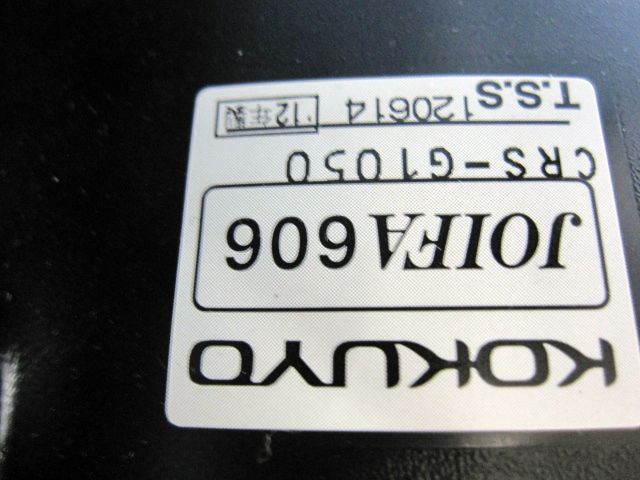 KOKUYO
JOIFA606
CRS-G1050
120614 '12年製
T.S.S